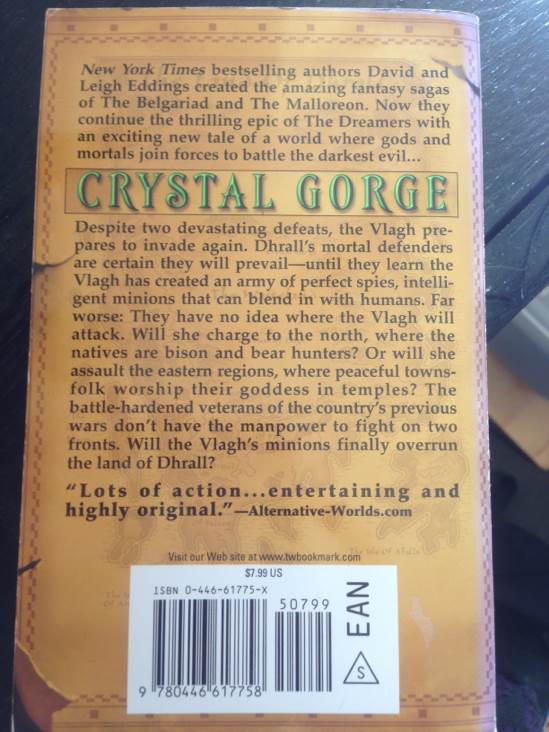 New York Times bestselling authors David and
Leigh Eddings created the amazing fantasy sagas
of The Belgariad and The Malloreon. Now they
continue the thrilling epic of The Dreamers with
an exciting new tale of a world where gods and
mortals join forces to battle the darkest evil...
CRYSTAL GORGE
Despite two devastating defeats, the Vlagh pre-
pares to invade again. Dhrall's mortal defenders
are certain they will prevail—until they learn the
Vlagh has created an army of perfect spies, intelli-
gent minions that can blend in with humans. Far
worse: They have no idea where the Vlagh will
attack. Will she charge to the north, where the
natives are bison and bear hunters? Or will she
assault the eastern regions, where peaceful towns-
folk worship their goddess in temples? The
battle-hardened veterans of the country's previous
wars don't have the manpower to fight on two
fronts. Will the Vlagh's minions finally overrun
the land of Dhrall?
"Lots of action...entertaining and
highly original."—Alternative-Worlds.com
Visit our Web site at www.twbookmark.com
$7.99 US
ISBN 0-446-61775-X
50799
EAN
S
9 780446 617758